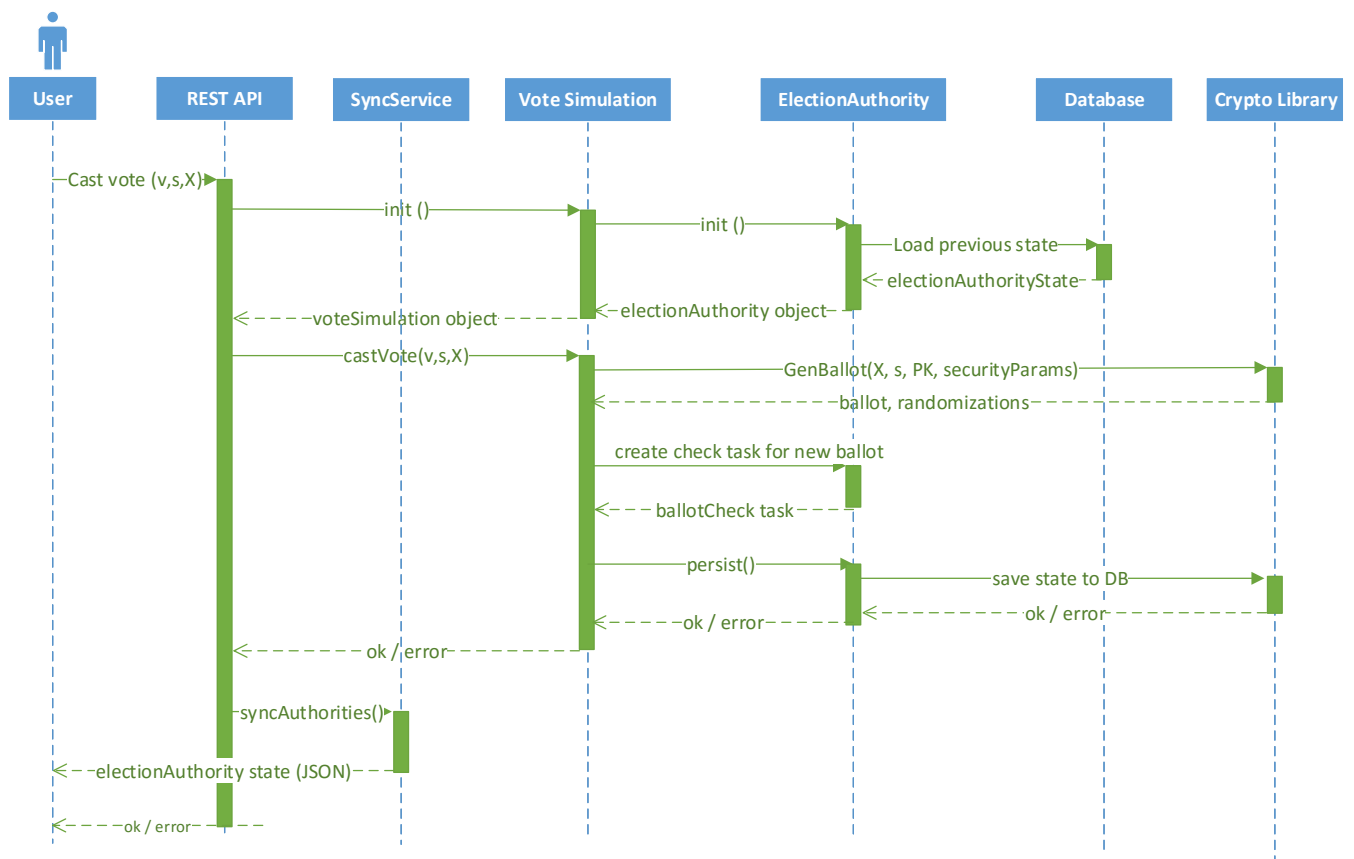 User
REST API
SyncService
Vote Simulation
ElectionAuthority
Database
Crypto Library
Cast vote (v,s,X)
init ()
init ()
Load previous state
electionAuthorityState
electionAuthority object
voteSimulation object
castVote(v,s,X)
GenBallot(X, s, PK, securityParams)
ballot, randomizations
create check task for new ballot
ballotCheck task
persist()
save state to DB
ok / error
ok / error
ok / error
syncAuthorities()
electionAuthority state (JSON)
ok / error